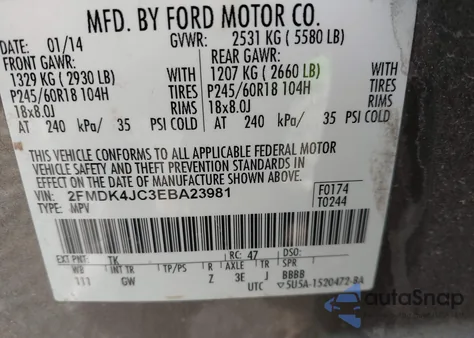 MFD. BY FORD MOTOR CO.
DATE: 01/14 GVWR: 2531 KG ( 5580 LB)
FRONT GAWR: REAR GAWR:
1329 KG ( 2930 LB) WITH 1207 KG ( 2660 LB) WITH
P245/60R18 104H TIRES P245/60R18 104H TIRES
18x8.0J RIMS 18x8.0J RIMS
AT 240 kPa/ 35 PSI COLD AT 240 kPa/ 35 PSI COLD
THIS VEHICLE CONFORMS TO ALL APPLICABLE FEDERAL MOTOR
VEHICLE SAFETY AND THEFT PREVENTION STANDARDS IN
EFFECT ON THE DATE OF MANUFACTURE SHOWN ABOVE.
VIN: 2FMDK4JC3EBA23981 F0174
TYPE: MPV T0244
EXT PNT: TK RC: 47 DSO:
WB INT TR TP/PS R AXLE TR SPR
111 GW Z 3E J BBBB
UTC 5U5A-1520472-BA
autoSnap